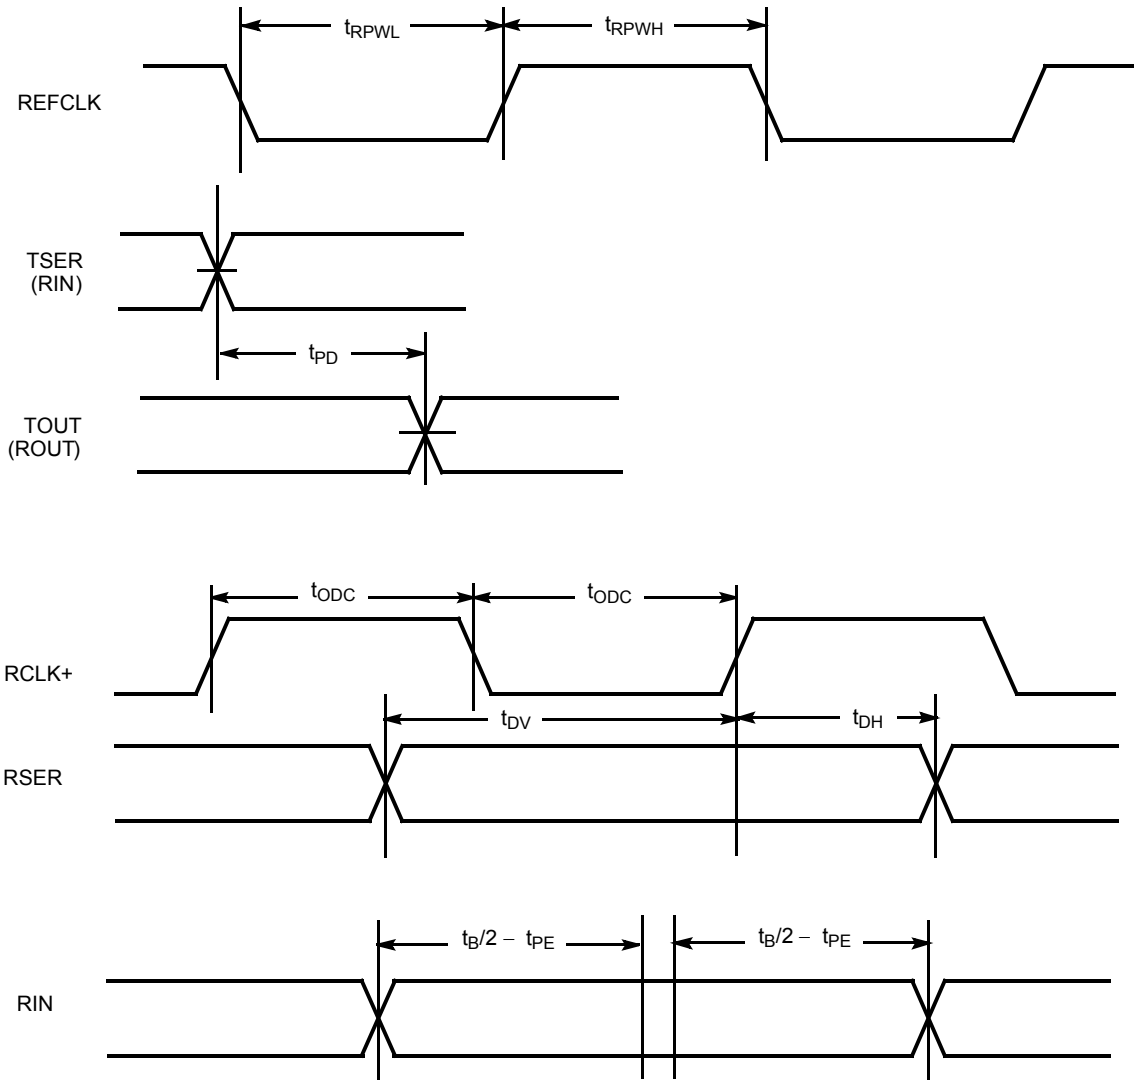 tRPWL
tRPWH
REFCLK
TSER
(RIN)
tPD
TOUT
(ROUT)
tODC
tODC
RCLK+
tDV
tDH
RSER
tB/2 – tPE
tB/2 – tPE
RIN